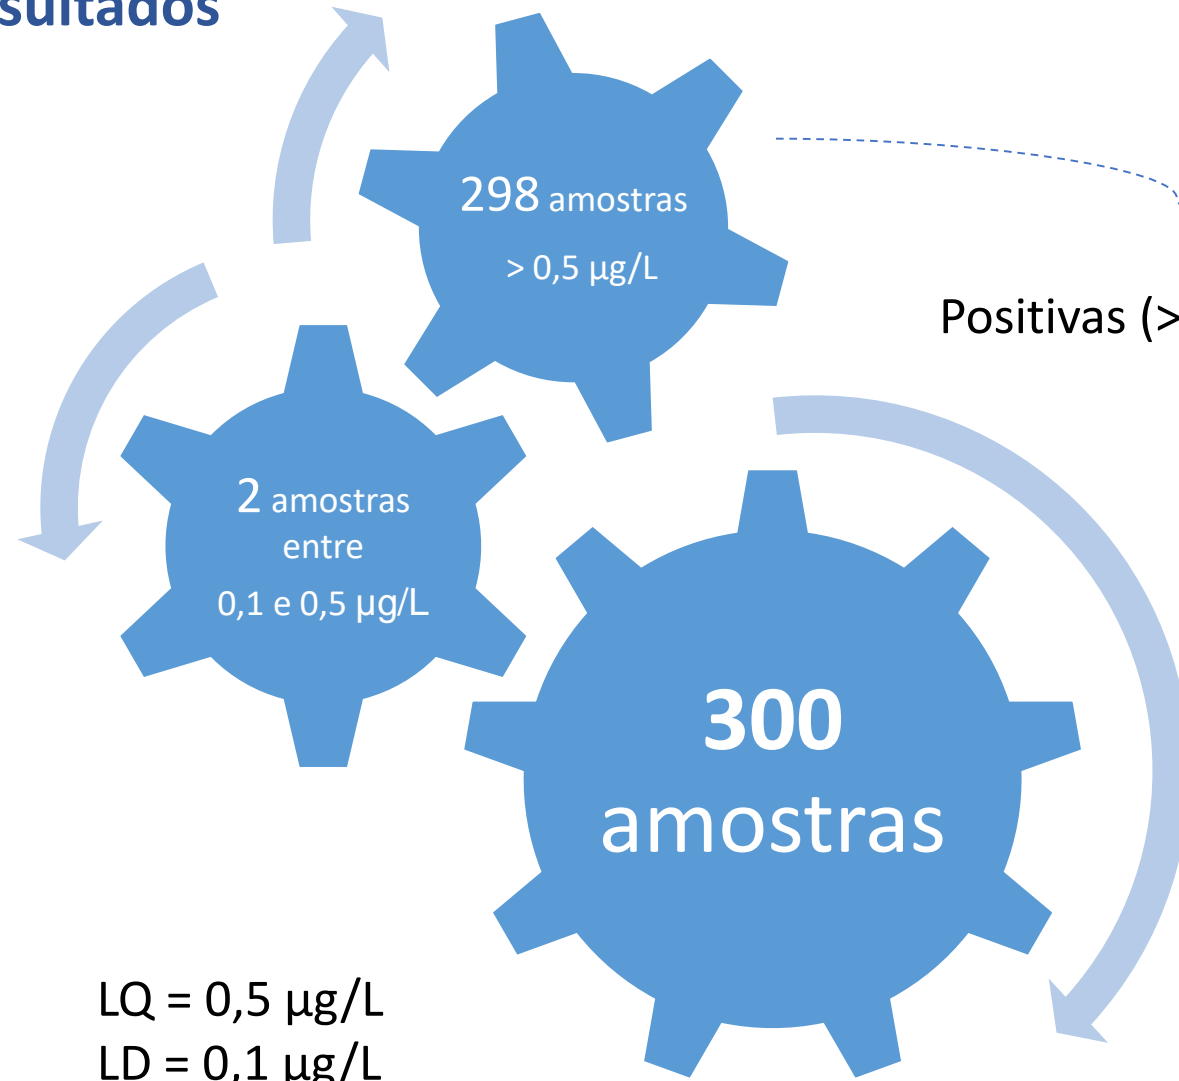 sultados
298 amostras
> 0,5 µg/L
Positivas (>
2 amostras
entre
0,1 e 0,5 µg/L
300
amostras
LQ = 0,5 µg/L
LD = 0,1 µg/L